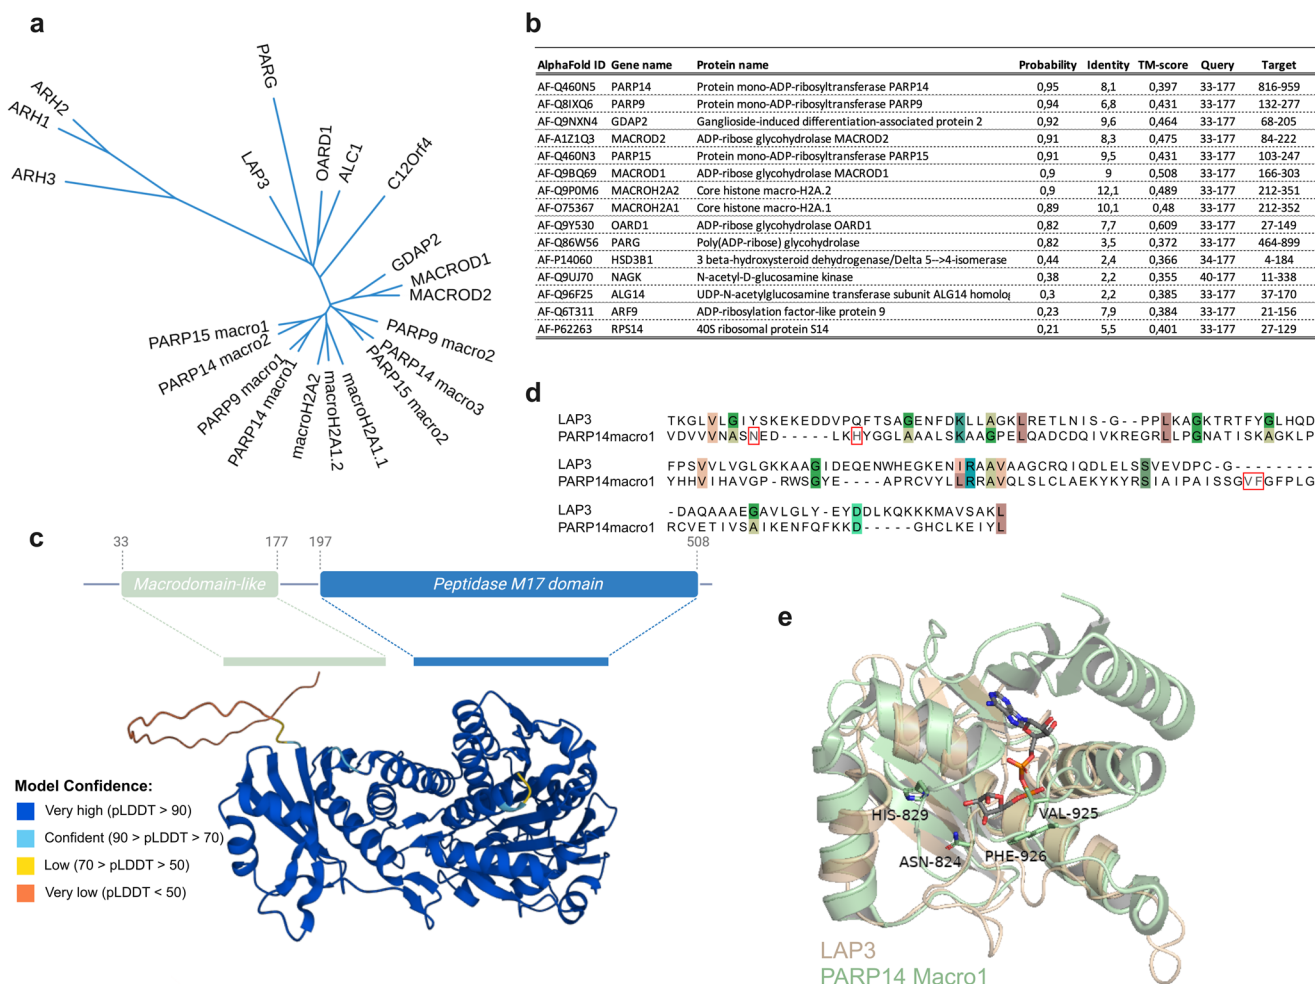 a
PARG
ARH2
ARH1
ARH3
LAP3
OARD1
ALC1
C12Orf4
GDAP2
MACROD1
MACROD2
PARP9 macro2
PARP14 macro3
PARP15 macro2
macroH2A1.1
macroH2A1.2
macroH2A2
PARP14 macro1
PARP9 macro1
PARP14 macro2
PARP15 macro1
b
AlphaFold ID Gene name Protein name Probability Identity TM-score Query Target
AF-Q460N5 PARP14 Protein mono-ADP-ribosyltransferase PARP14 0,95 8,1 0,397 33-177 816-959
AF-Q8IXQ6 PARP9 Protein mono-ADP-ribosyltransferase PARP9 0,94 6,8 0,431 33-177 132-277
AF-Q9NXN4 GDAP2 Ganglioside-induced differentiation-associated protein 2 0,92 9,6 0,464 33-177 68-205
AF-A1Z1Q3 MACROD2 ADP-ribose glycohydrolase MACROD2 0,91 8,3 0,475 33-177 84-222
AF-Q460N3 PARP15 Protein mono-ADP-ribosyltransferase PARP15 0,91 9,5 0,431 33-177 103-247
AF-Q9BQ69 MACROD1 ADP-ribose glycohydrolase MACROD1 0,9 9 0,508 33-177 166-303
AF-Q9P0M6 MACROH2A2 Core histone macro-H2A.2 0,9 12,1 0,489 33-177 212-351
AF-O75367 MACROH2A1 Core histone macro-H2A.1 0,89 10,1 0,48 33-177 212-352
AF-Q9Y530 OARD1 ADP-ribose glycohydrolase OARD1 0,82 7,7 0,609 33-177 27-149
AF-Q86W56 PARG Poly(ADP-ribose) glycohydrolase 0,82 3,5 0,372 33-177 464-899
AF-P14060 HSD3B1 3 beta-hydroxysteroid dehydrogenase/Delta 5-->4-isomerase 0,44 2,4 0,366 34-177 4-184
AF-Q9UJ70 NAGK N-acetyl-D-glucosamine kinase 0,38 2,2 0,355 40-177 11-338
AF-Q96F25 ALG14 UDP-N-acetylglucosamine transferase subunit ALG14 homolog 0,3 2,2 0,385 33-177 37-170
AF-Q6T311 ARF9 ADP-ribosylation factor-like protein 9 0,23 7,9 0,384 33-177 21-156
AF-P62263 RPS14 40S ribosomal protein S14 0,21 5,5 0,401 33-177 27-129
d
LAP3 TKGLVLGIYSKEKEDDVPQFTSAGENFDKLLAGKLRETLNIS-G--PPLKAGKTRTFYGLHQD
PARP14macro1 VDVVVNASNED-----LKHYGGLAAALSKAAGPELQADCDQIVKREGRLLPGNATISKAGKLP
LAP3 FPSVVLVGLGKKAAGIDEQENWHEGKENIRAAVAAGCRQIQDLELSSVEVDPC-G--------
PARP14macro1 YHHVIHAVGP-RWSGYE----APRCVYLLRRAVQLSLCLAEKYKYRSIAIPAISSGVFGFPLG
LAP3 -DAQAAAEGAVLGLY-EYDDLKQKKKMAVSAKL
PARP14macro1 RCVETIVSAIKENFQFKKD-----GHCLKEIYL
c
33 177 197 508
Macrodomain-like Peptidase M17 domain
Model Confidence:
Very high (pLDDT > 90)
Confident (90 > pLDDT > 70)
Low (70 > pLDDT > 50)
Very low (pLDDT < 50)
e
HIS-829
VAL-925
ASN-824
PHE-926
LAP3
PARP14 Macro1